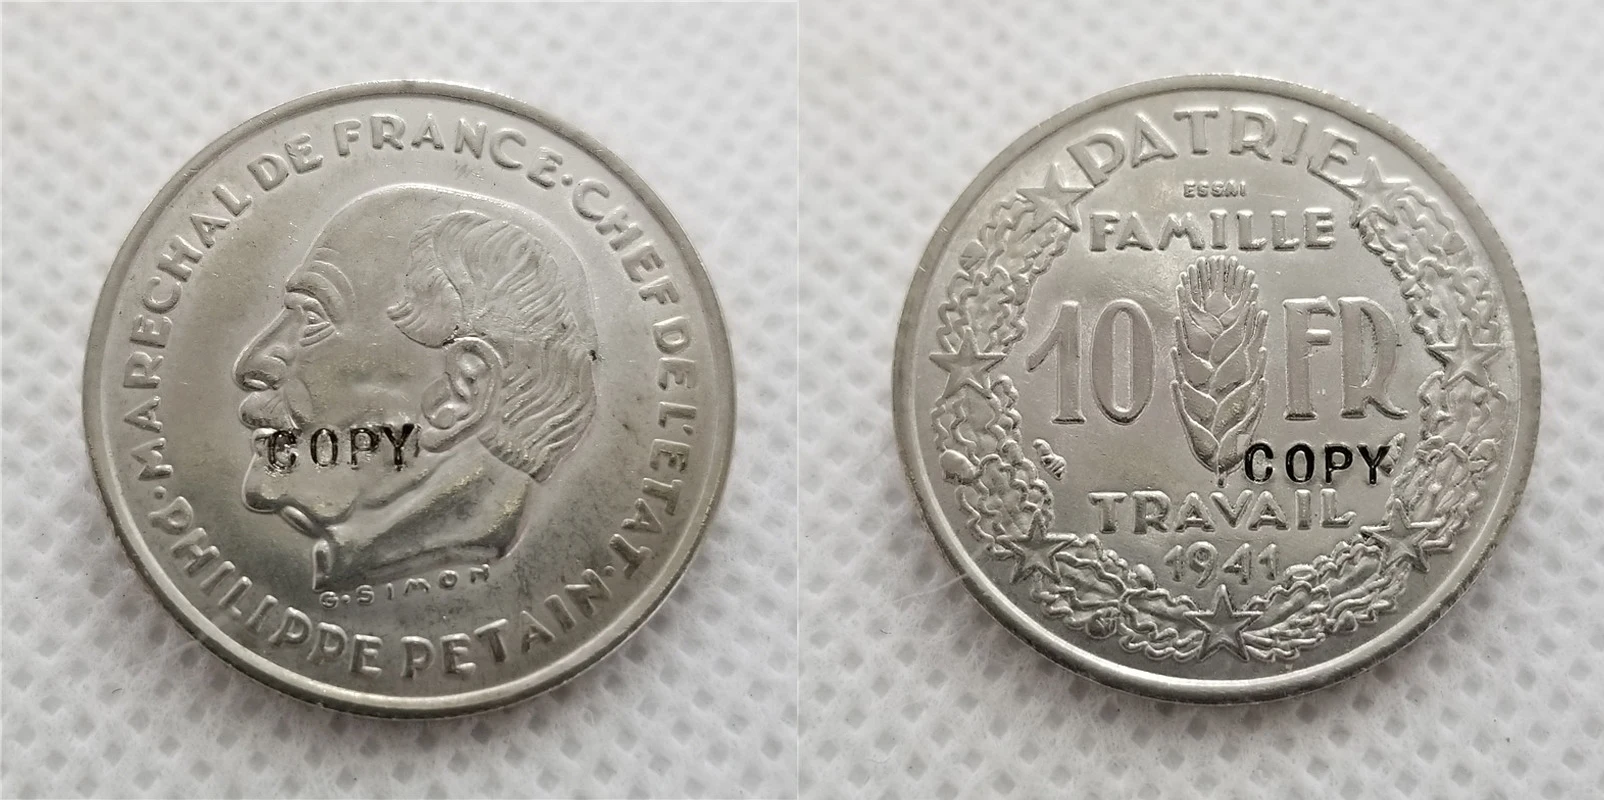 ·MARECHAL DE FRANCE·CHEF DE L'ETAT·
PHILIPPE PETAIN
COPY
G·SIMON
PATRIE
ESSAI
FAMILLE
10 FR
COPY
TRAVAIL
1941